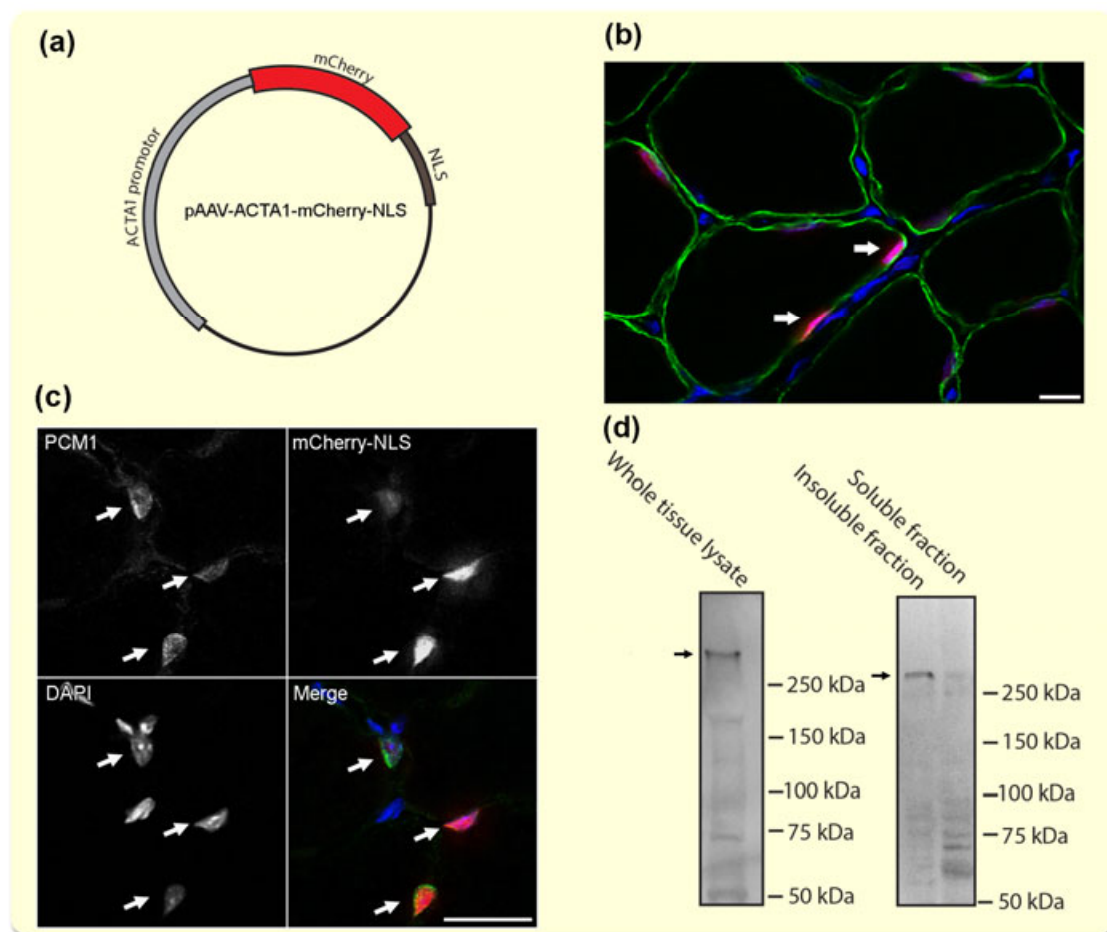 (a)
mCherry
NLS
ACTA1 promotor
pAAV-ACTA1-mCherry-NLS
(b)
(c)
PCM1
mCherry-NLS
DAPI
Merge
(d)
Whole tissue lysate
Insoluble fraction
Soluble fraction
250 kDa
150 kDa
100 kDa
75 kDa
50 kDa
250 kDa
150 kDa
100 kDa
75 kDa
50 kDa